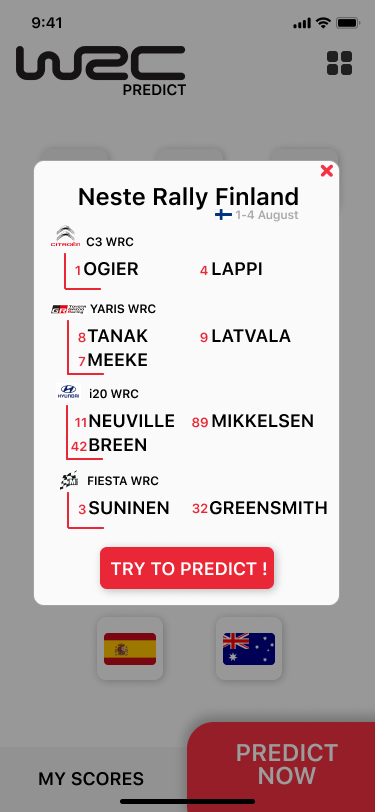 9:41
WRC
PREDICT
Neste Rally Finland
1-4 August
CITROËN C3 WRC
1 OGIER 4 LAPPI
GR YARIS WRC
8 TANAK 9 LATVALA
7 MEEKE
HYUNDAI i20 WRC
11 NEUVILLE 89 MIKKELSEN
42 BREEN
FIESTA WRC
3 SUNINEN 32 GREENSMITH
TRY TO PREDICT !
MY SCORES
PREDICT
NOW